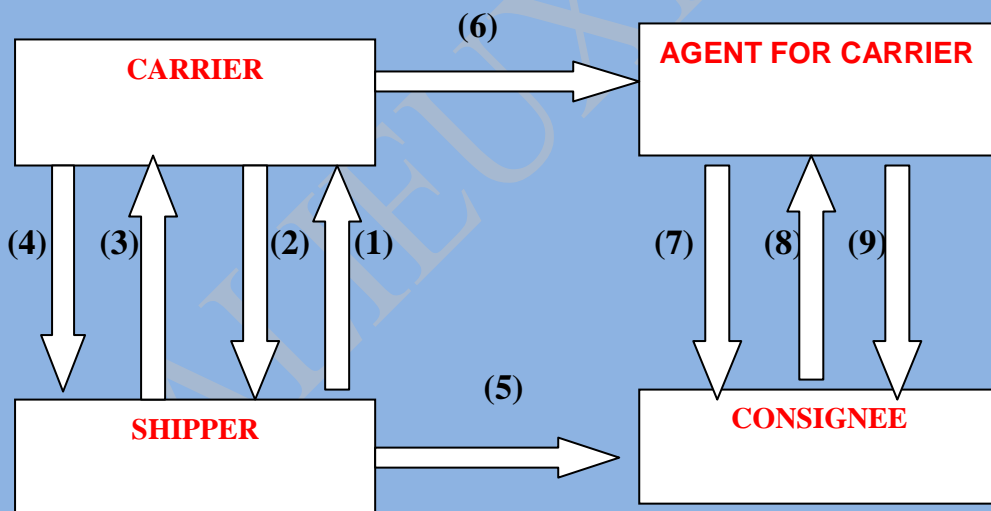 (6)
CARRIER
AGENT FOR CARRIER
(4) (3) (2) (1) (7) (8) (9)
(5)
SHIPPER
CONSIGNEE